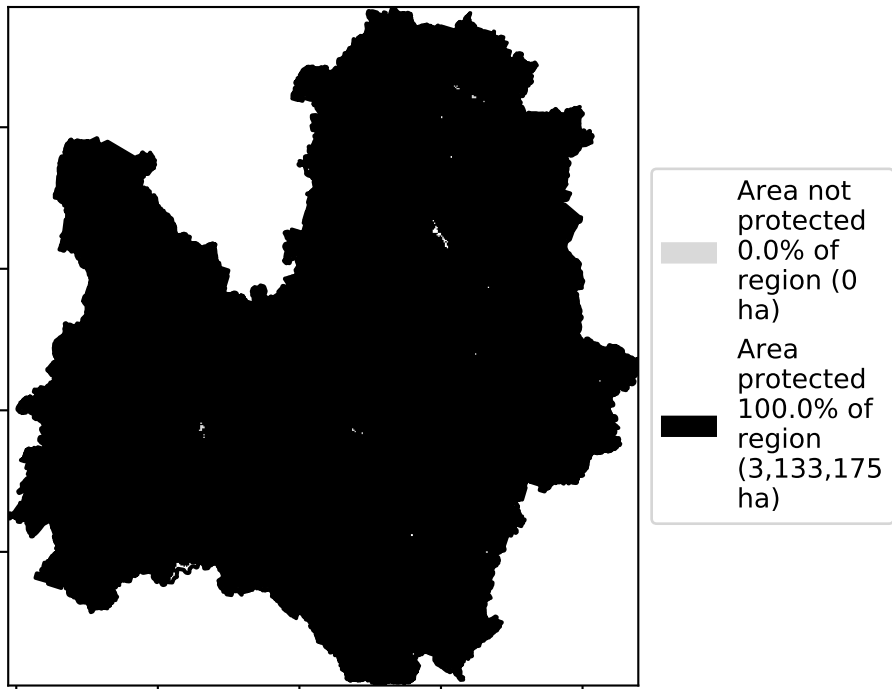 Area not
protected
0.0% of
region (0
ha)
Area
protected
100.0% of
region
(3,133,175
ha)